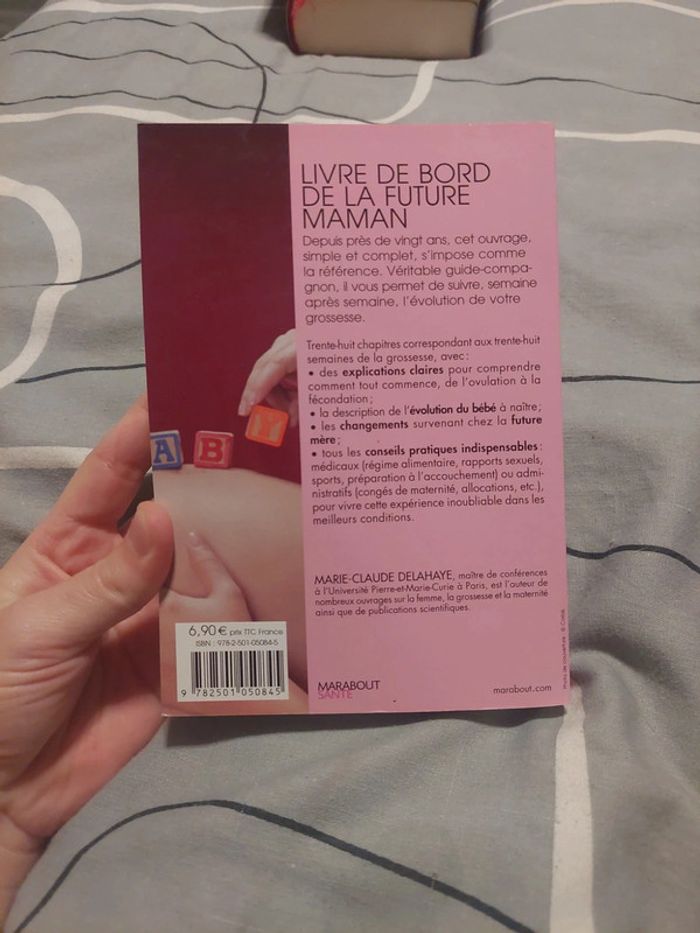 LIVRE DE BORD
DE LA FUTURE
MAMAN
Depuis près de vingt ans, cet ouvrage,
simple et complet, s'impose comme
la référence. Véritable guide-compa-
gnon, il vous permet de suivre, semaine
après semaine, l'évolution de votre
grossesse.
Trente-huit chapitres correspondant aux trente-huit
semaines de la grossesse, avec :
• des explications claires pour comprendre
comment tout commence, de l'ovulation à la
fécondation ;
• la description de l'évolution du bébé à naître ;
• les changements survenant chez la future
mère ;
• tous les conseils pratiques indispensables :
médicaux (régime alimentaire, rapports sexuels,
sports, préparation à l'accouchement) ou admi-
nistratifs (congés de maternité, allocations, etc.),
pour vivre cette expérience inoubliable dans les
meilleurs conditions.
MARIE-CLAUDE DELAHAYE, maître de conférences
à l'Université Pierre-et-Marie-Curie à Paris, est l'auteur de
nombreux ouvrages sur la femme, la grossesse et la maternité
ainsi que de publications scientifiques.
A B Y
6,90 € prix TTC France
ISBN : 978-2-501-05084-5
9 782501 050845
MARABOUT
SANTÉ
marabout.com
Photo de couverture : © Corbis